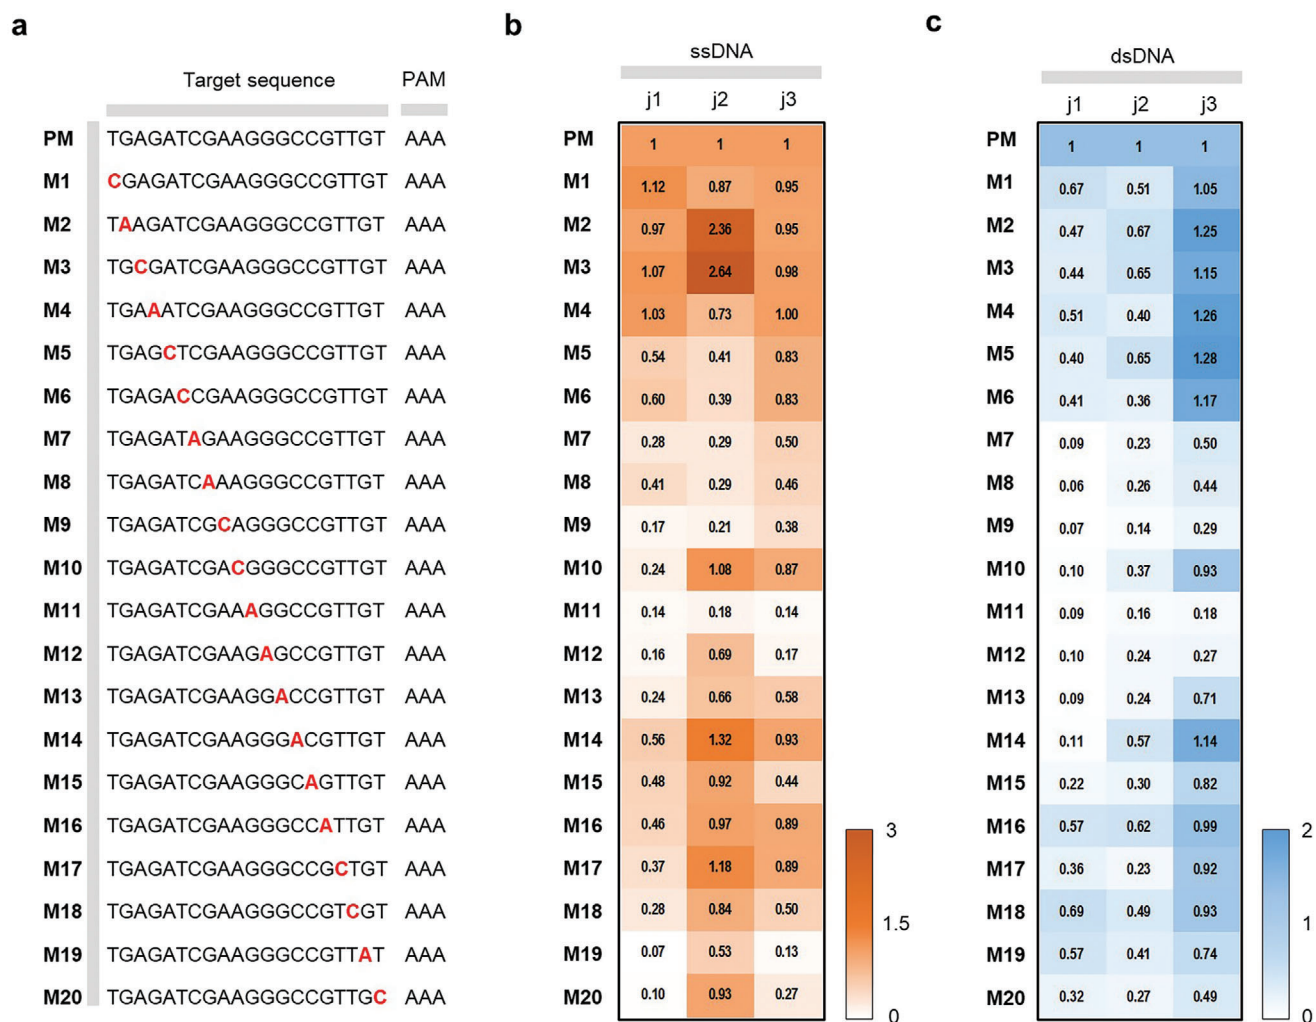 a
Target sequence PAM
PM TGAGATCGAAGGGCCGTTGT AAA
M1 CGAGATCGAAGGGCCGTTGT AAA
M2 TAAGATCGAAGGGCCGTTGT AAA
M3 TGCGATCGAAGGGCCGTTGT AAA
M4 TGAAATCGAAGGGCCGTTGT AAA
M5 TGAGCTCGAAGGGCCGTTGT AAA
M6 TGAGACCGAAGGGCCGTTGT AAA
M7 TGAGATAGAAGGGCCGTTGT AAA
M8 TGAGATCAAAGGGCCGTTGT AAA
M9 TGAGATCGCAGGGCCGTTGT AAA
M10 TGAGATCGACGGGCCGTTGT AAA
M11 TGAGATCGAAAGGCCGTTGT AAA
M12 TGAGATCGAAGAGCCGTTGT AAA
M13 TGAGATCGAAGGACCGTTGT AAA
M14 TGAGATCGAAGGGACGTTGT AAA
M15 TGAGATCGAAGGGCAGTTGT AAA
M16 TGAGATCGAAGGGCCATTGT AAA
M17 TGAGATCGAAGGGCCGCTGT AAA
M18 TGAGATCGAAGGGCCGTCGT AAA
M19 TGAGATCGAAGGGCCGTTAT AAA
M20 TGAGATCGAAGGGCCGTTGC AAA
b
ssDNA
j1 j2 j3
PM 1 1 1
M1 1.12 0.87 0.95
M2 0.97 2.36 0.95
M3 1.07 2.64 0.98
M4 1.03 0.73 1.00
M5 0.54 0.41 0.83
M6 0.60 0.39 0.83
M7 0.28 0.29 0.50
M8 0.41 0.29 0.46
M9 0.17 0.21 0.38
M10 0.24 1.08 0.87
M11 0.14 0.18 0.14
M12 0.16 0.69 0.17
M13 0.24 0.66 0.58
M14 0.56 1.32 0.93
M15 0.48 0.92 0.44
M16 0.46 0.97 0.89
M17 0.37 1.18 0.89
M18 0.28 0.84 0.50
M19 0.07 0.53 0.13
M20 0.10 0.93 0.27
3
1.5
0
c
dsDNA
j1 j2 j3
PM 1 1 1
M1 0.67 0.51 1.05
M2 0.47 0.67 1.25
M3 0.44 0.65 1.15
M4 0.51 0.40 1.26
M5 0.40 0.65 1.28
M6 0.41 0.36 1.17
M7 0.09 0.23 0.50
M8 0.06 0.26 0.44
M9 0.07 0.14 0.29
M10 0.10 0.37 0.93
M11 0.09 0.16 0.18
M12 0.10 0.24 0.27
M13 0.09 0.24 0.71
M14 0.11 0.57 1.14
M15 0.22 0.30 0.82
M16 0.57 0.62 0.99
M17 0.36 0.23 0.92
M18 0.69 0.49 0.93
M19 0.57 0.41 0.74
M20 0.32 0.27 0.49
2
1
0